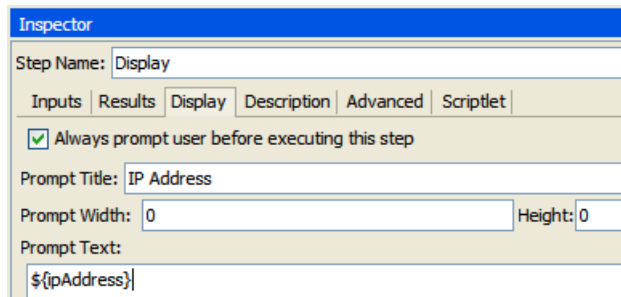 Inspector
Step Name: Display
Inputs Results Display Description Advanced Scriptlet
Always prompt user before executing this step
Prompt Title: IP Address
Prompt Width: 0 Height: 0
Prompt Text:
${ipAddress}